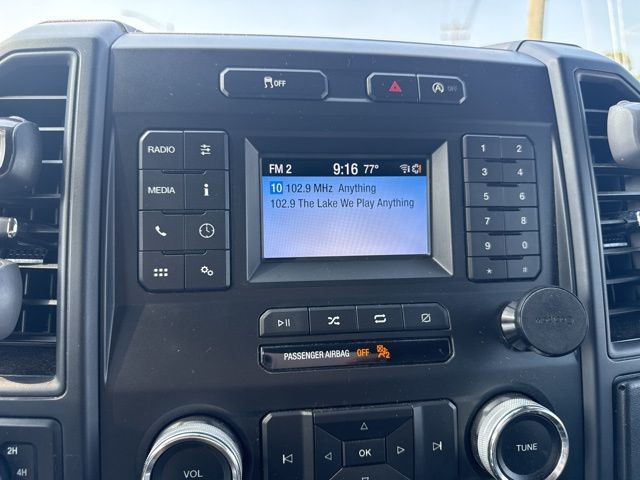 OFF
OFF
RADIO
MEDIA
FM 2 9:16 77°
10 102.9 MHz Anything
102.9 The Lake We Play Anything
1 2
3 4
5 6
7 8
9 0
* #
PASSENGER AIRBAG OFF 2
2H
4H
VOL
OK
TUNE